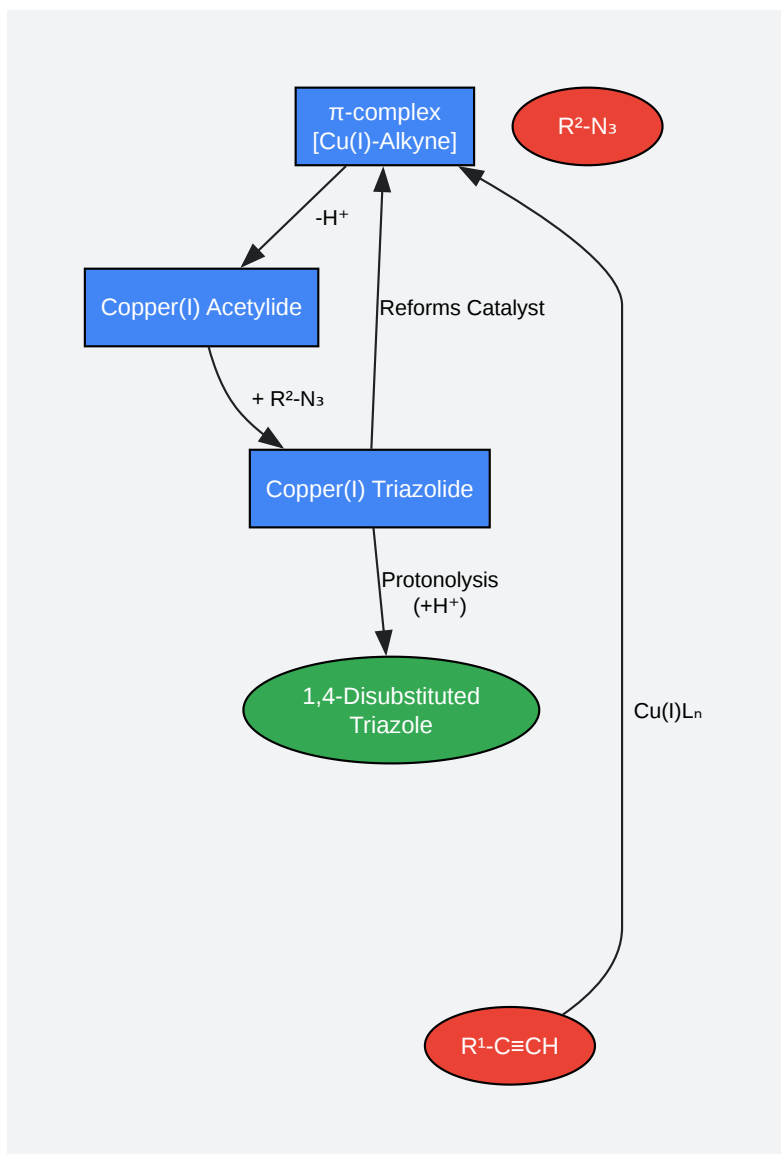 π-complex
[Cu(I)-Alkyne]
R²-N₃
-H⁺
Copper(I) Acetylide
Reforms Catalyst
+ R²-N₃
Copper(I) Triazolide
Protonolysis
(+H⁺)
1,4-Disubstituted
Triazole
Cu(I)Lₙ
R¹-C≡CH